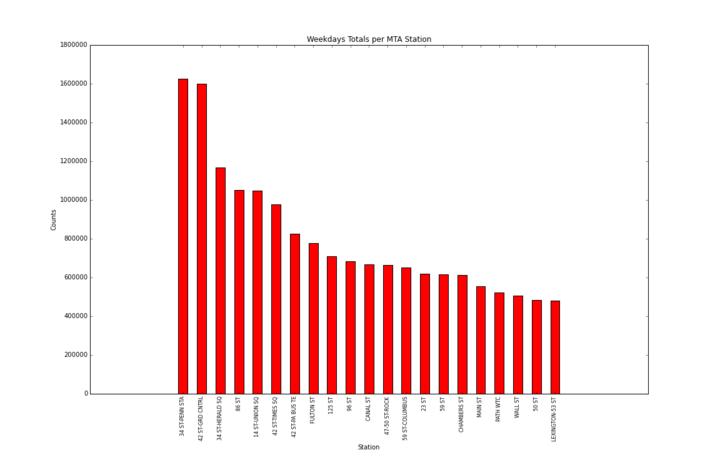 Weekdays Totals per MTA Station
1800000
1600000
1400000
1200000
1000000
800000
600000
400000
200000
0
Counts
34 ST-PENN STA
42 ST-GRD CNTRL
34 ST-HERALD SQ
86 ST
14 ST-UNION SQ
42 ST-TIMES SQ
42 ST-PA BUS TE
FULTON ST
125 ST
96 ST
CANAL ST
47-50 ST-ROCK
59 ST-COLUMBUS
23 ST
59 ST
CHAMBERS ST
MAIN ST
PATH WTC
WALL ST
50 ST
LEXINGTON-53 ST
Station